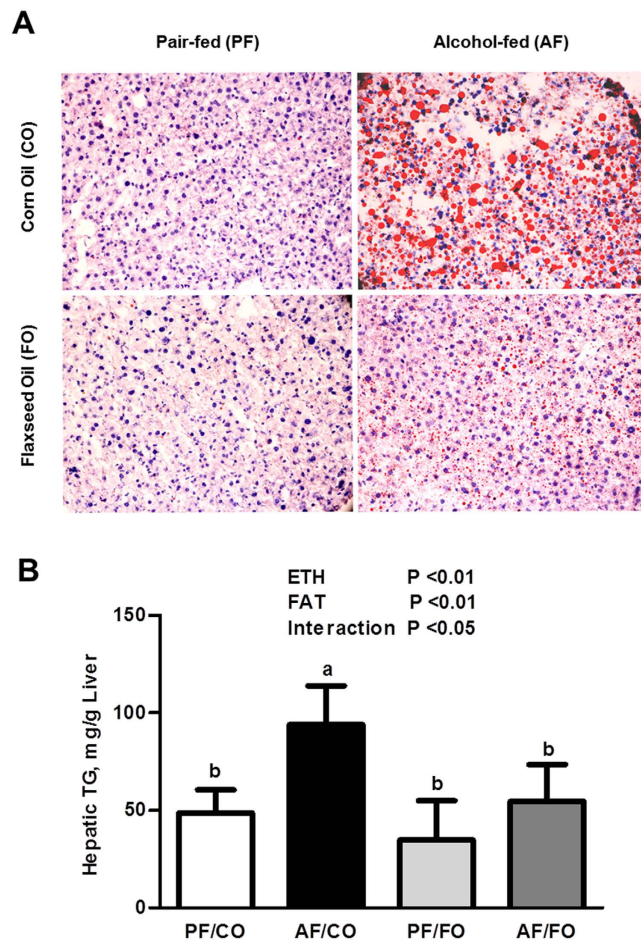 A
Pair-fed (PF)
Alcohol-fed (AF)
Corn Oil (CO)
Flaxseed Oil (FO)
B
ETH P <0.01
FAT P <0.01
Interaction P <0.05
Hepatic TG, mg/g Liver
150
100
50
0
b
a
b
b
PF/CO AF/CO PF/FO AF/FO